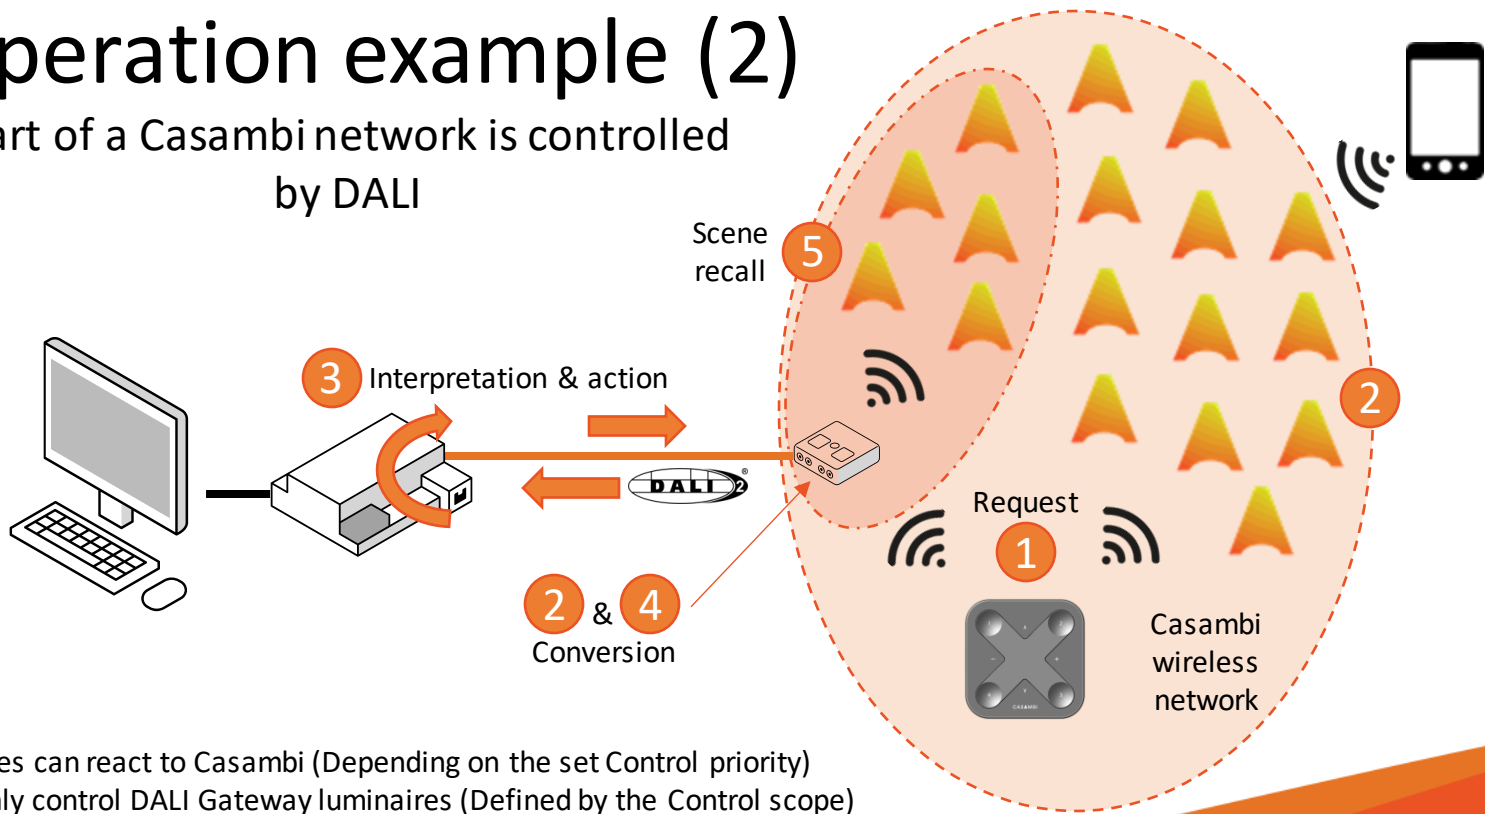 peration example (2)
art of a Casambi network is controlled
by DALI
Scene
recall
5
3 Interpretation & action
2
DALI 2 ®
Request
1
2 & 4
Conversion
Casambi
wireless
network
CASAMBI
es can react to Casambi (Depending on the set Control priority)
ly control DALI Gateway luminaires (Defined by the Control scope)